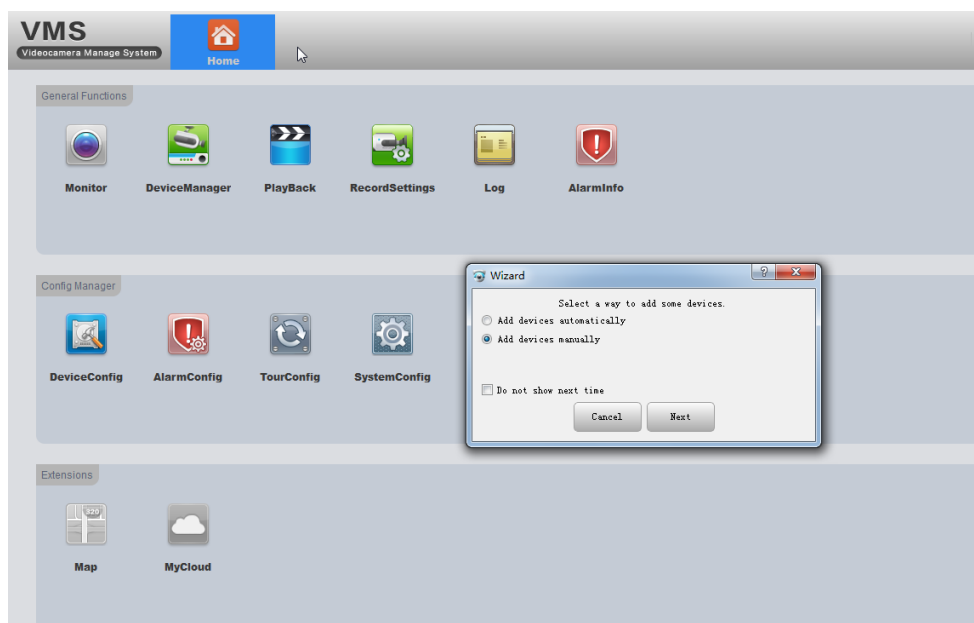 VMS
Videocamera Manage System
Home
General Functions
Monitor
DeviceManager
PlayBack
RecordSettings
Log
AlarmInfo
Config Manager
DeviceConfig
AlarmConfig
TourConfig
SystemConfig
Wizard
Select a way to add some devices.
Add devices automatically
Add devices manually
Do not show next time
Cancel
Next
Extensions
320
Map
MyCloud